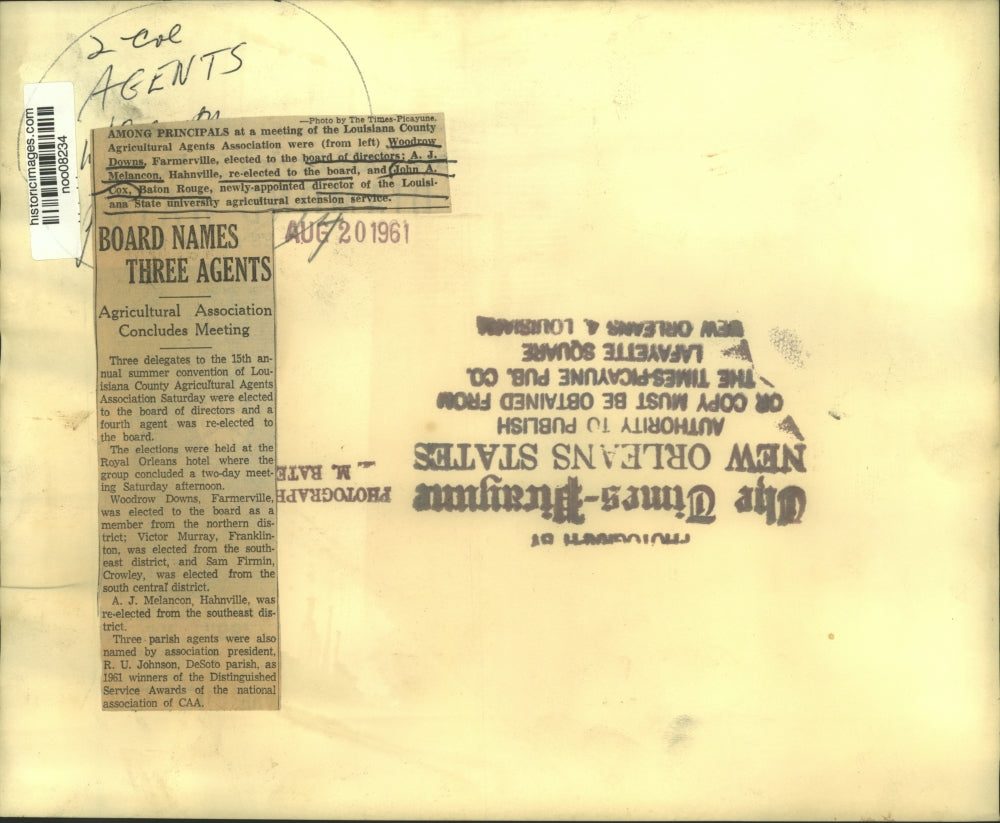 2 col
AGENTS
historicimages.com
noo08234
—Photo by The Times-Picayune.
AMONG PRINCIPALS at a meeting of the Louisiana County
Agricultural Agents Association were (from left) Woodrow
Downs, Farmerville, elected to the board of directors; A. J.
Melancon, Hahnville, re-elected to the board, and John A.
Cox, Baton Rouge, newly-appointed director of the Louisi-
ana State university agricultural extension service.
AUG 20 1961
BOARD NAMES
THREE AGENTS
Agricultural Association
Concludes Meeting
Three delegates to the 15th an-
nual summer convention of Lou-
isiana County Agricultural Agents
Association Saturday were elected
to the board of directors and a
fourth agent was re-elected to
the board.
The elections were held at the
Royal Orleans hotel where the
group concluded a two-day meet-
ing Saturday afternoon.
Woodrow Downs, Farmerville,
was elected to the board as a
member from the northern dis-
trict; Victor Murray, Franklin-
ton, was elected from the south-
east district, and Sam Firmin,
Crowley, was elected from the
south central district.
A. J. Melancon, Hahnville, was
re-elected from the southeast dis-
trict.
Three parish agents were also
named by association president,
R. U. Johnson, DeSoto parish, as
1961 winners of the Distinguished
Service Awards of the national
association of CAA.
PHOTOGRAPH BY
The Times-Picayune
NEW ORLEANS STATES
AUTHORITY TO PUBLISH
OR COPY MUST BE OBTAINED FROM
THE TIMES-PICAYUNE PUB. CO.
LAFAYETTE SQUARE
NEW ORLEANS 4, LOUISIANA
PHOTOGRAPH
M. RATE